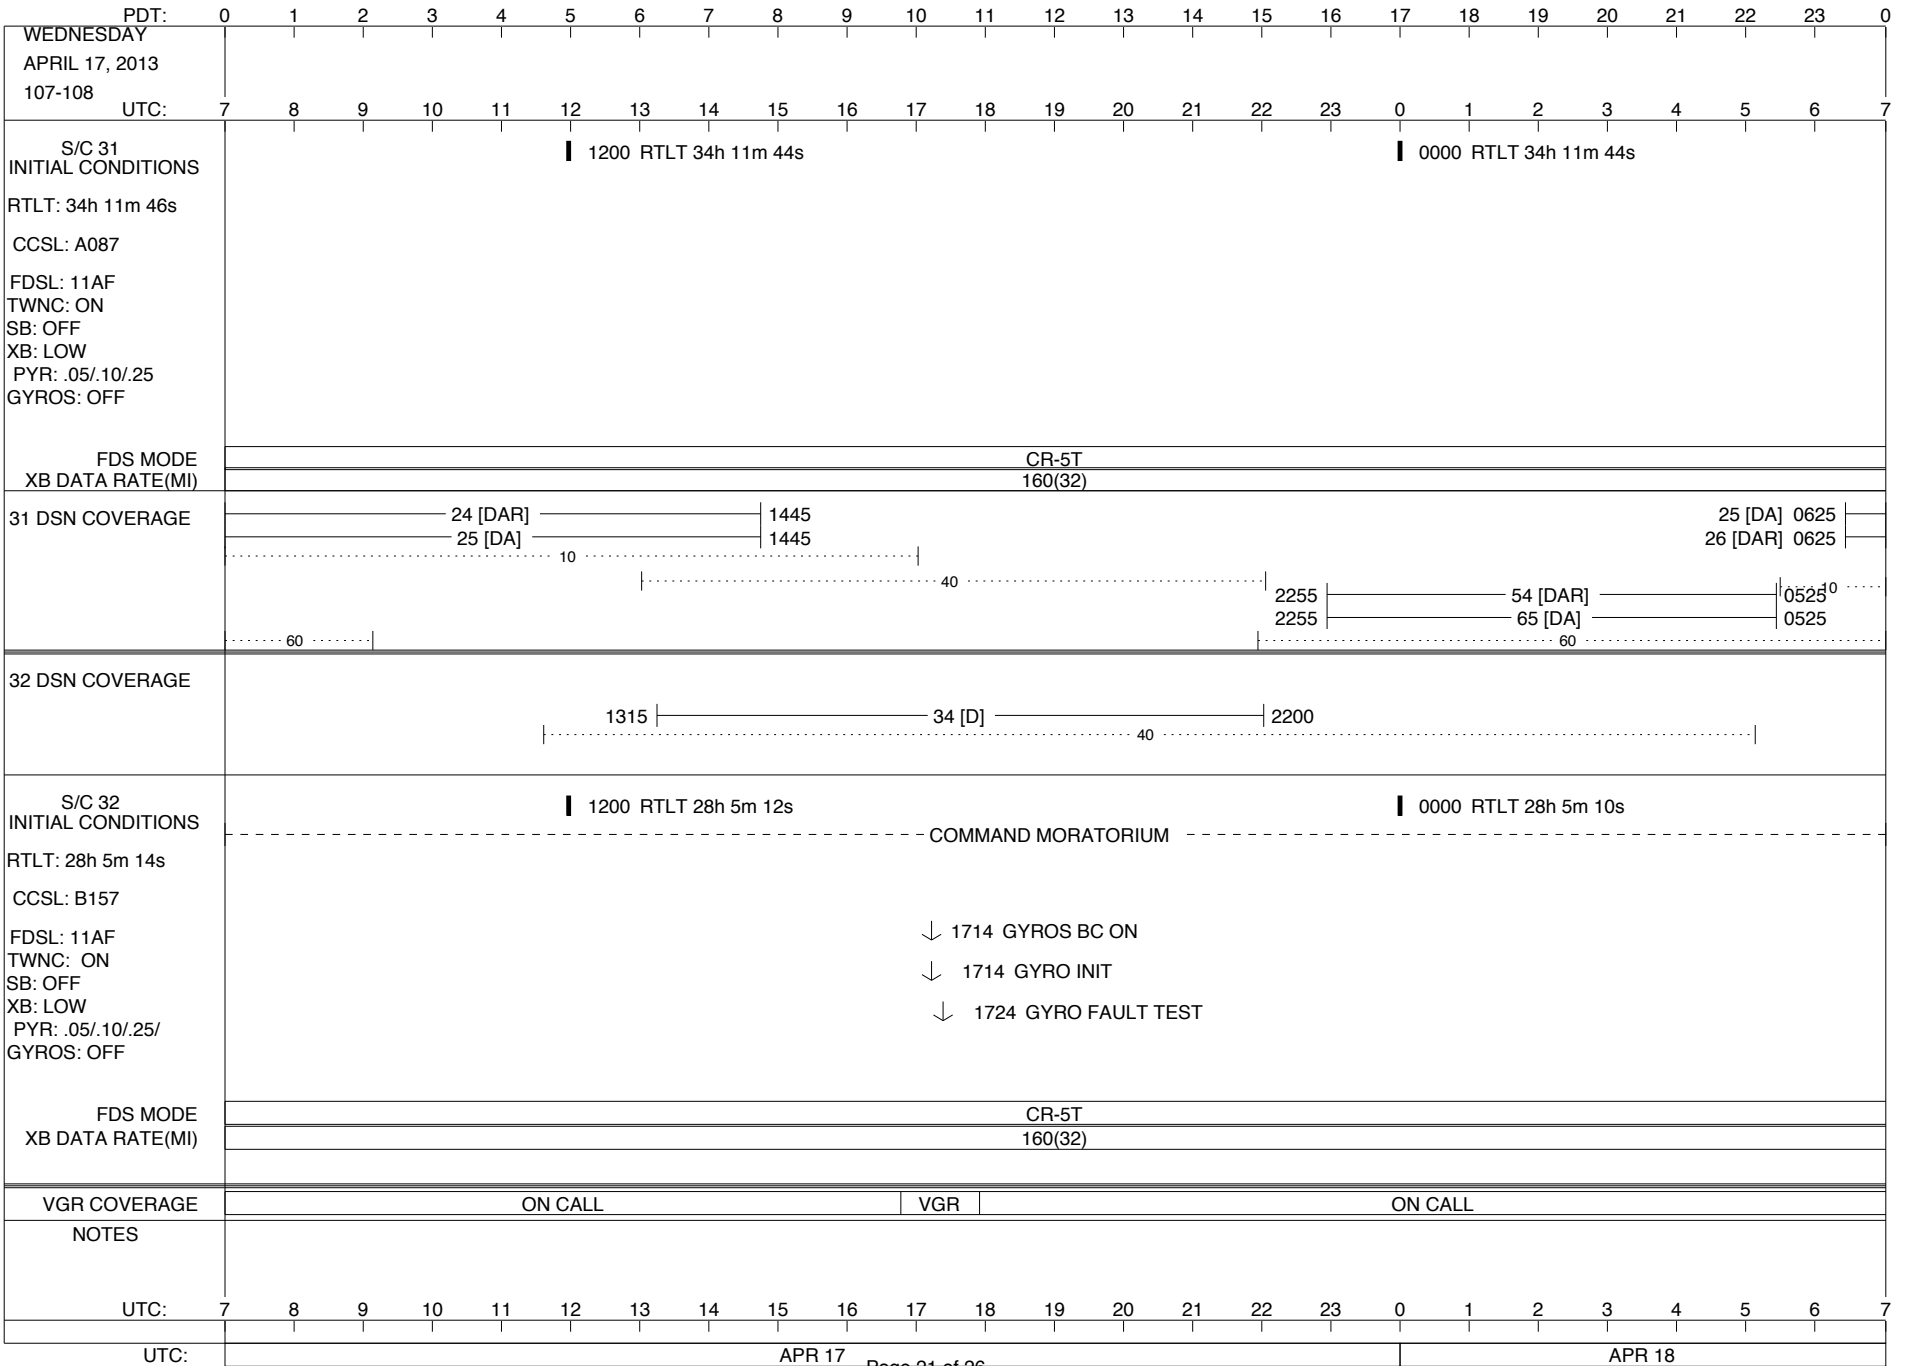 PDT: 0 1 2 3 4 5 6 7 8 9 10 11 12 13 14 15 16 17 18 19 20 21 22 23 0
WEDNESDAY
APRIL 17, 2013
107-108
UTC: 7 8 9 10 11 12 13 14 15 16 17 18 19 20 21 22 23 0 1 2 3 4 5 6 7
S/C 31
INITIAL CONDITIONS
1200 RTLT 34h 11m 44s
0000 RTLT 34h 11m 44s
RTLT: 34h 11m 46s
CCSL: A087
FDSL: 11AF
TWNC: ON
SB: OFF
XB: LOW
PYR: .05/.10/.25
GYROS: OFF
FDS MODE CR-5T
XB DATA RATE(MI) 160(32)
31 DSN COVERAGE
24 [DAR] 1445
25 [DA] 0625
25 [DA] 1445
26 [DAR] 0625
10
40
10
2255 54 [DAR] 0525
2255 65 [DA] 0525
60
60
32 DSN COVERAGE
1315 34 [D] 2200
40
S/C 32
INITIAL CONDITIONS
1200 RTLT 28h 5m 12s
0000 RTLT 28h 5m 10s
COMMAND MORATORIUM
RTLT: 28h 5m 14s
CCSL: B157
FDSL: 11AF
TWNC: ON
SB: OFF
XB: LOW
PYR: .05/.10/.25/
GYROS: OFF
1714 GYROS BC ON
1714 GYRO INIT
1724 GYRO FAULT TEST
FDS MODE CR-5T
XB DATA RATE(MI) 160(32)
VGR COVERAGE ON CALL VGR ON CALL
NOTES
UTC: 7 8 9 10 11 12 13 14 15 16 17 18 19 20 21 22 23 0 1 2 3 4 5 6 7
UTC: APR 17 APR 18
Page 21 of 26